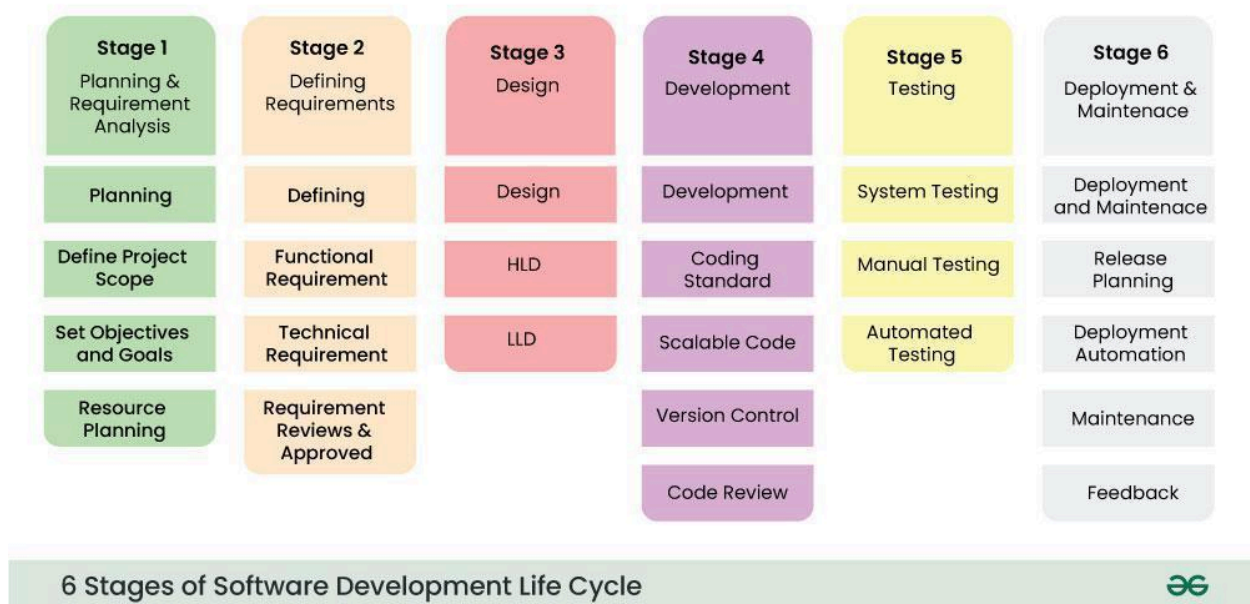 Stage 1
Planning &
Requirement
Analysis
Planning
Define Project
Scope
Set Objectives
and Goals
Resource
Planning
Stage 2
Defining
Requirements
Defining
Functional
Requirement
Technical
Requirement
Requirement
Reviews &
Approved
Stage 3
Design
Design
HLD
LLD
Stage 4
Development
Development
Coding
Standard
Scalable Code
Version Control
Code Review
Stage 5
Testing
System Testing
Manual Testing
Automated
Testing
Stage 6
Deployment &
Maintenace
Deployment
and Maintenace
Release
Planning
Deployment
Automation
Maintenance
Feedback
6 Stages of Software Development Life Cycle